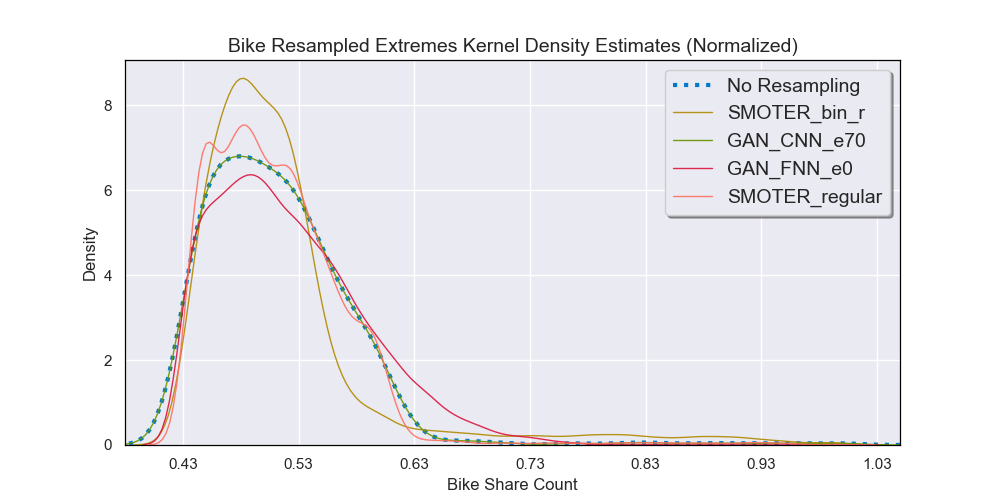 Bike Resampled Extremes Kernel Density Estimates (Normalized)
No Resampling
SMOTER_bin_r
GAN_CNN_e70
GAN_FNN_e0
SMOTER_regular
Density
8
6
4
2
0
0.43 0.53 0.63 0.73 0.83 0.93 1.03
Bike Share Count